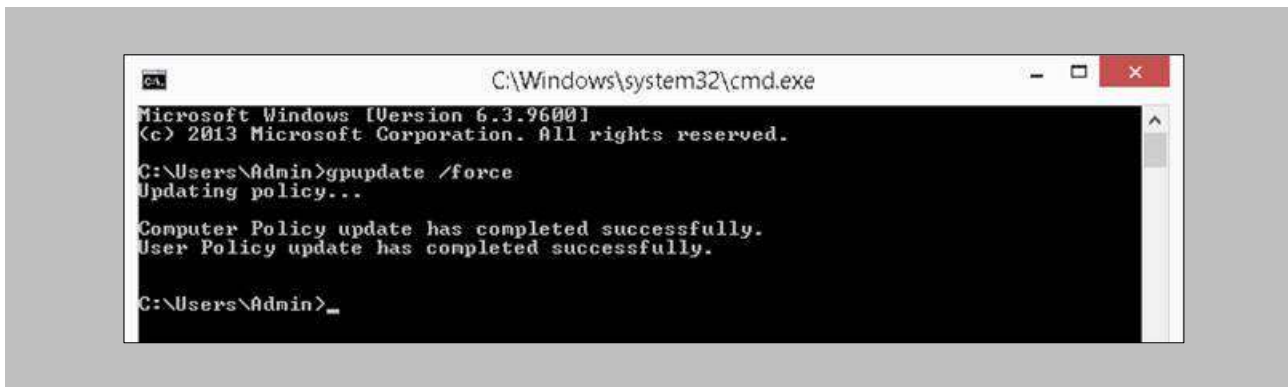 C:\Windows\system32\cmd.exe
Microsoft Windows [Version 6.3.9600]
(c) 2013 Microsoft Corporation. All rights reserved.
C:\Users\Admin>gpupdate /force
Updating policy...
Computer Policy update has completed successfully.
User Policy update has completed successfully.
C:\Users\Admin>_